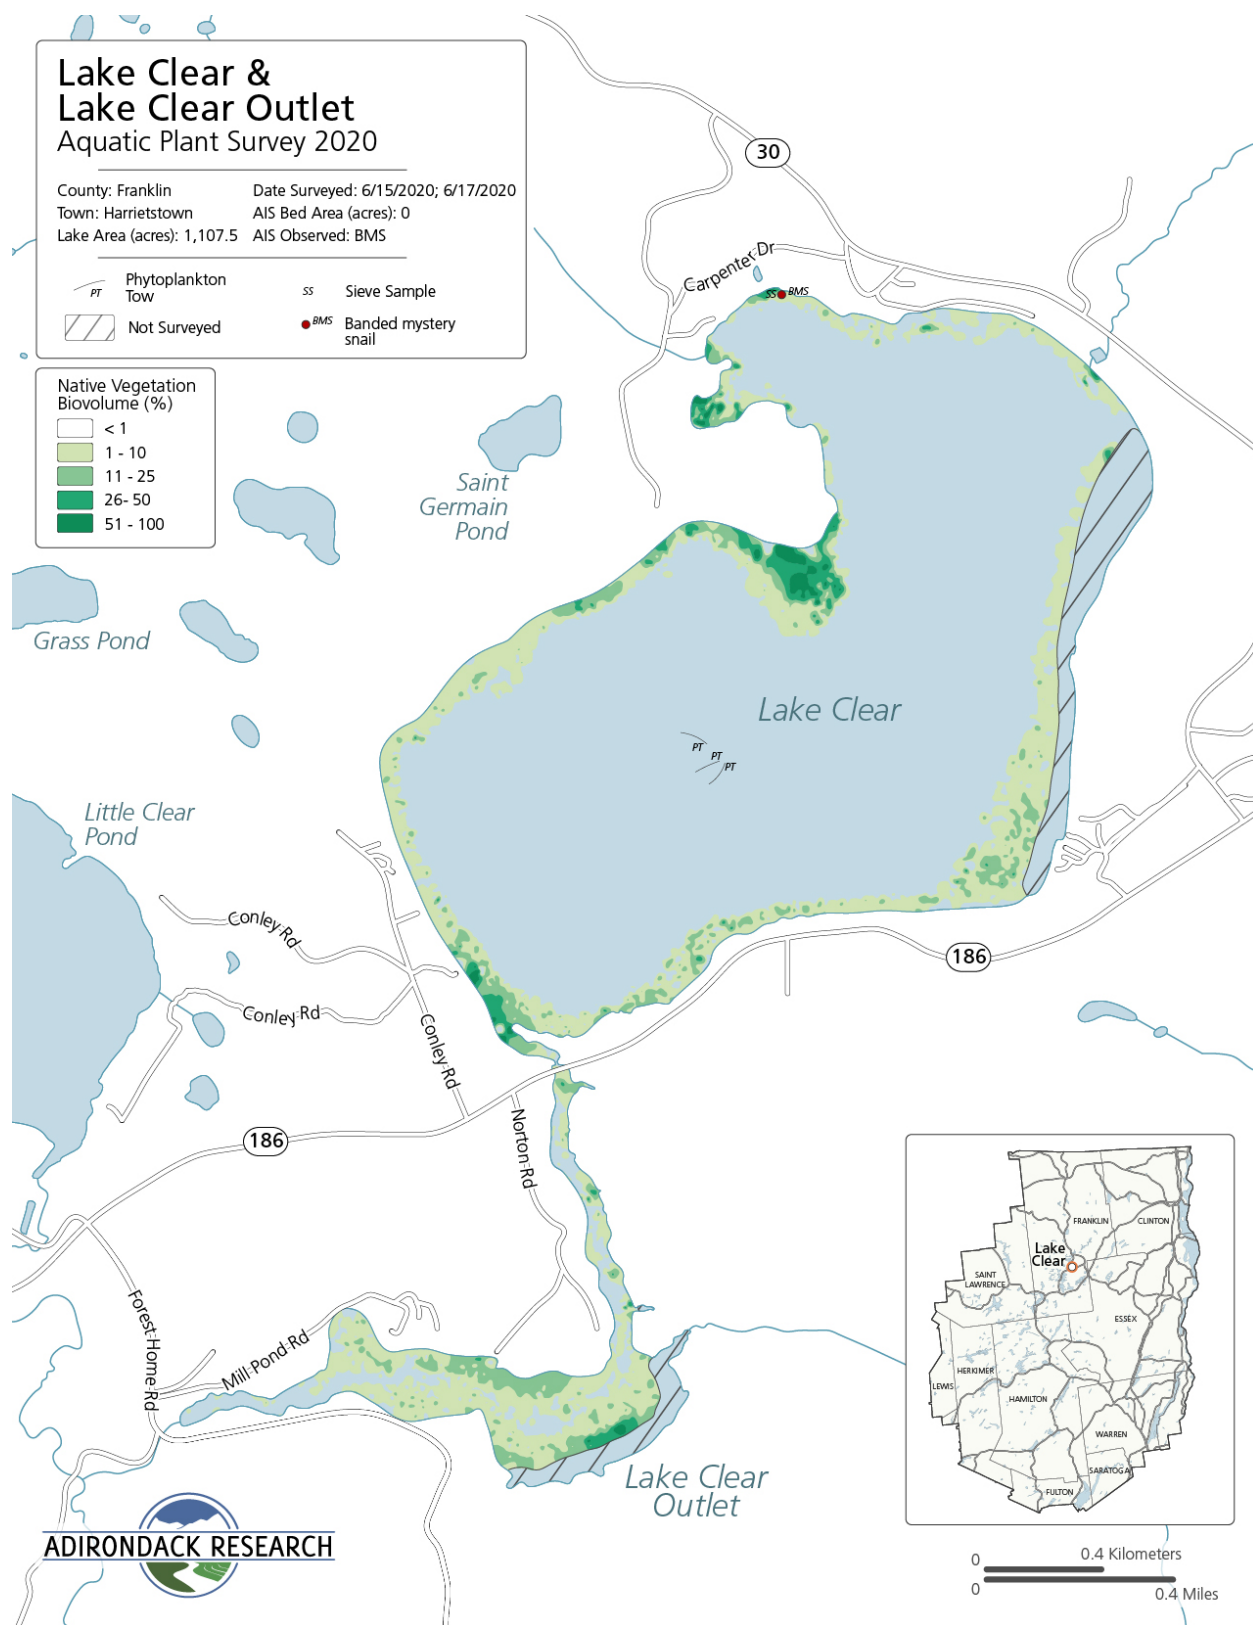 Lake Clear &
Lake Clear Outlet
Aquatic Plant Survey 2020
County: Franklin
Date Surveyed: 6/15/2020; 6/17/2020
Town: Harrietstown
AIS Bed Area (acres): 0
Lake Area (acres): 1,107.5
AIS Observed: BMS
PT
Phytoplankton
Tow
SS
Sieve Sample
Not Surveyed
BMS
Banded mystery
snail
Native Vegetation
Biovolume (%)
< 1
1 - 10
11 - 25
26- 50
51 - 100
30
Carpenter Dr
SS
BMS
Saint
Germain
Pond
Grass Pond
Lake Clear
PT
PT
PT
Little Clear
Pond
Conley Rd
Conley Rd
Conley Rd
186
186
Norton Rd
Forest Home Rd
Mill Pond Rd
Lake Clear
Outlet
FRANKLIN
CLINTON
Lake
Clear
SAINT
LAWRENCE
ESSEX
HERKIMER
LEWIS
HAMILTON
WARREN
SARATOGA
FULTON
ADIRONDACK RESEARCH
0
0.4 Kilometers
0
0.4 Miles